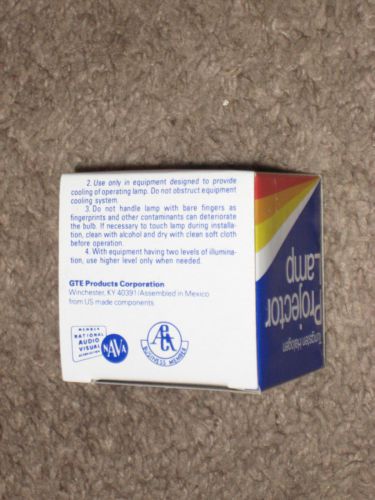 2. Use only in equipment designed to provide
cooling of operating lamp. Do not obstruct equipment
cooling system.
3. Do not handle lamp with bare fingers as
fingerprints and other contaminants can deteriorate
the bulb. If necessary to touch lamp during installa-
tion, clean with alcohol and dry with clean soft cloth
before operation.
4. With equipment having two levels of illumina-
tion, use higher level only when needed.
GTE Products Corporation
Winchester, KY 40391/Assembled in Mexico
from US made components.
MEMBER
NATIONAL
AUDIO
VISUAL
ASSOCIATION
NAVA
BUSINESS MEMBER
Projector
Lamp
Tungsten Halogen